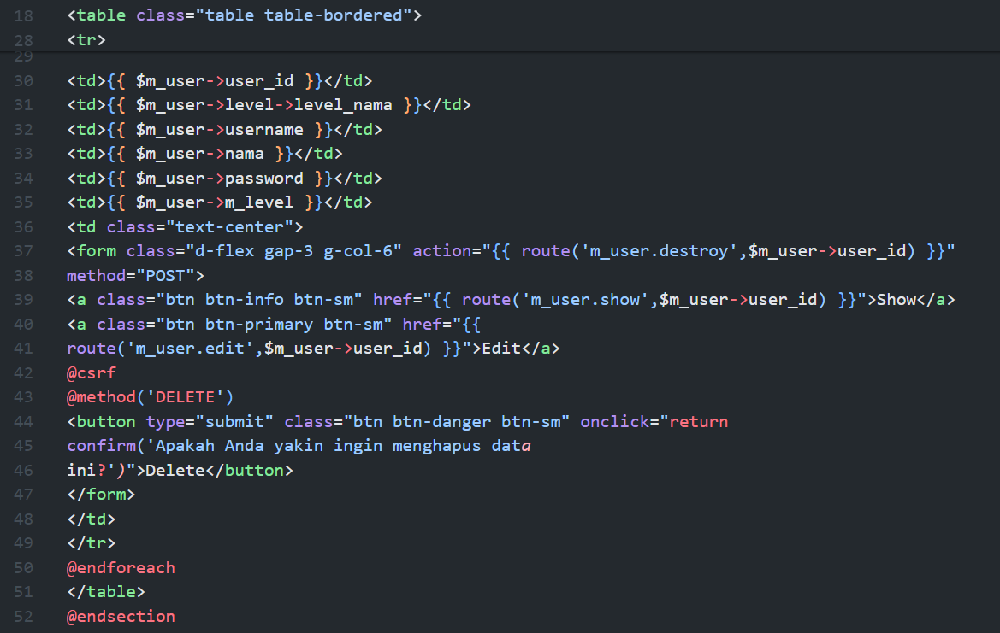 18 <table class="table table-bordered">
28 <tr>
29
30 <td>{{ $m_user->user_id }}</td>
31 <td>{{ $m_user->level->level_nama }}</td>
32 <td>{{ $m_user->username }}</td>
33 <td>{{ $m_user->nama }}</td>
34 <td>{{ $m_user->password }}</td>
35 <td>{{ $m_user->m_level }}</td>
36 <td class="text-center">
37 <form class="d-flex gap-3 g-col-6" action="{{ route('m_user.destroy',$m_user->user_id) }}"
38 method="POST">
39 <a class="btn btn-info btn-sm" href="{{ route('m_user.show',$m_user->user_id) }}">Show</a>
40 <a class="btn btn-primary btn-sm" href="{{
41 route('m_user.edit',$m_user->user_id) }}">Edit</a>
42 @csrf
43 @method('DELETE')
44 <button type="submit" class="btn btn-danger btn-sm" onclick="return
45 confirm('Apakah Anda yakin ingin menghapus data
46 ini?')">Delete</button>
47 </form>
48 </td>
49 </tr>
50 @endforeach
51 </table>
52 @endsection